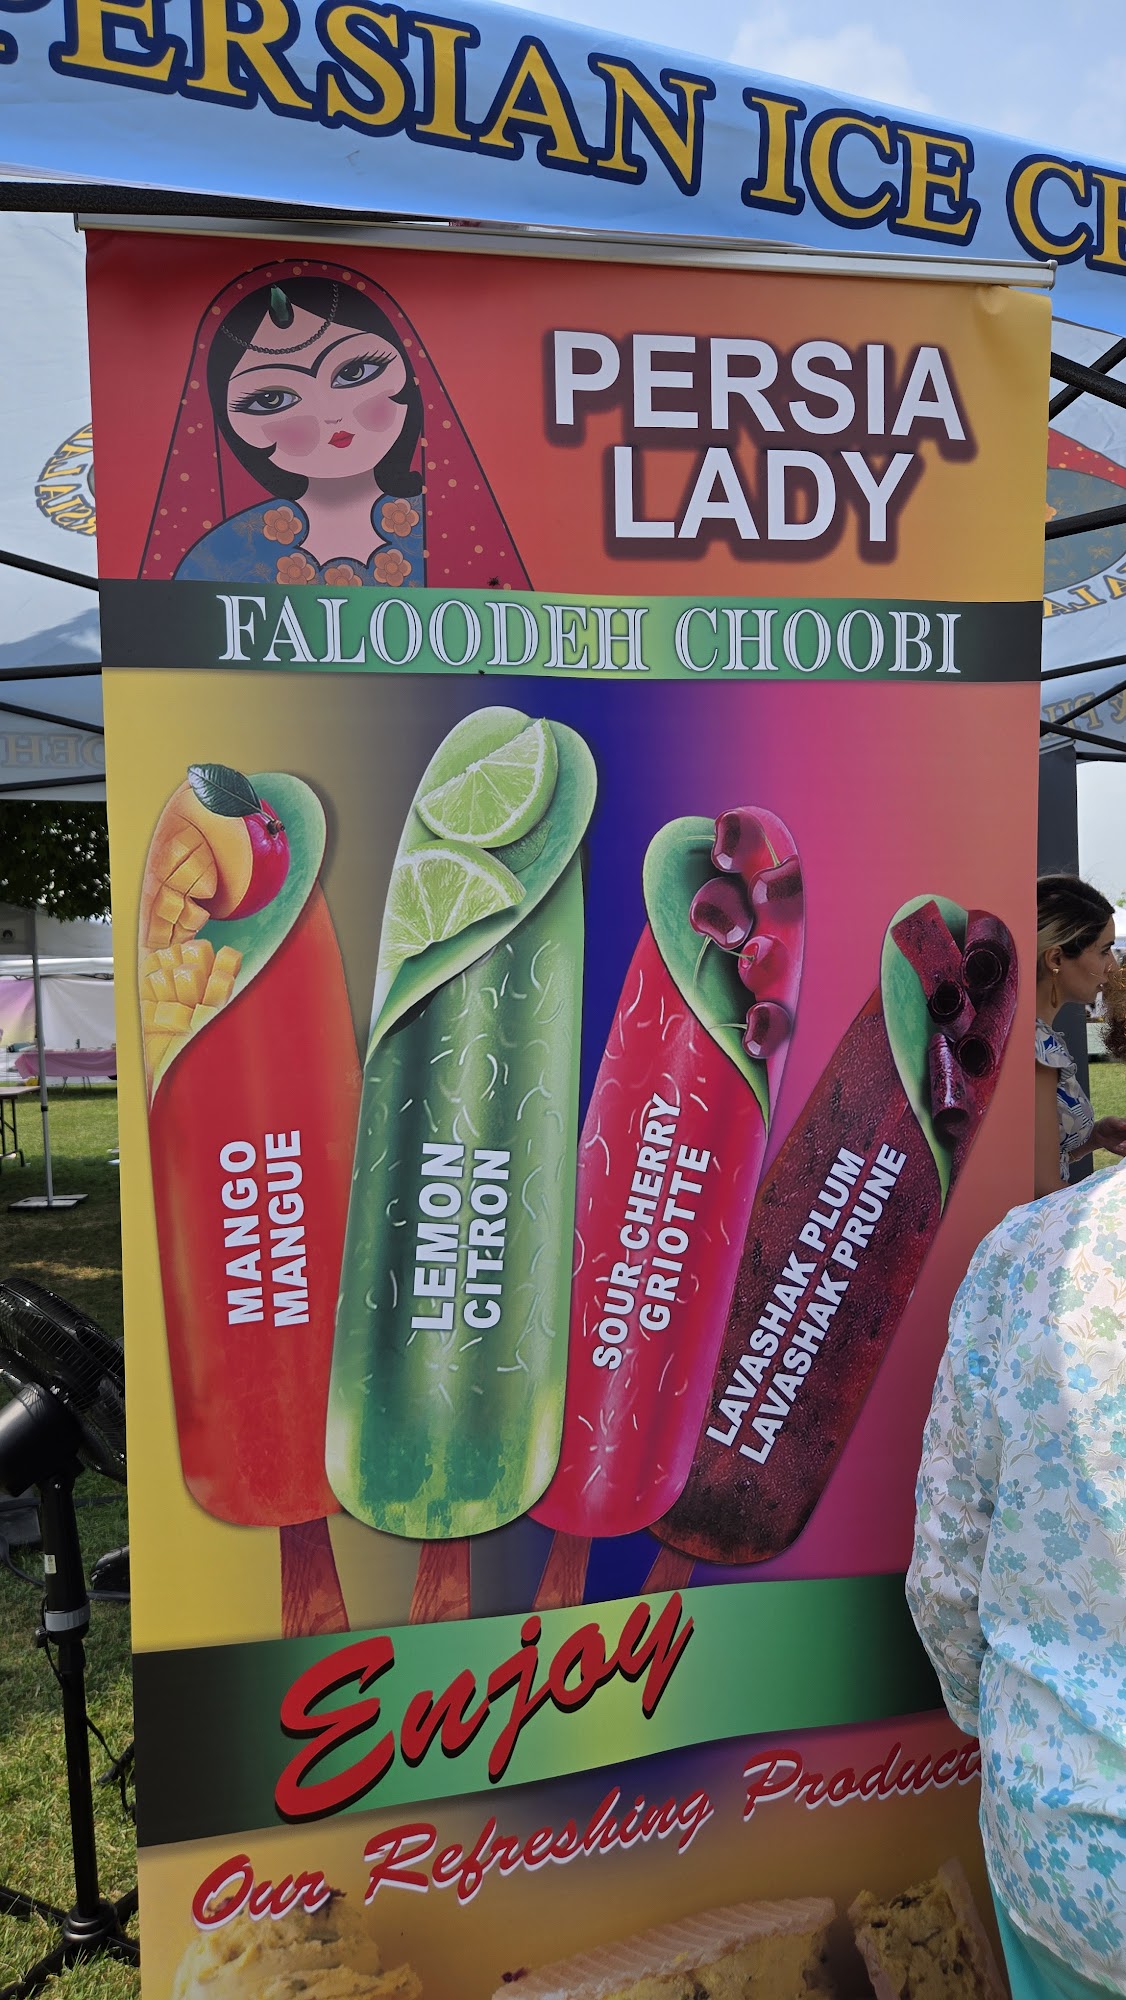 PERSIAN ICE
PERSIA
LADY
FALOODEH CHOOBI
MANGO
MANGUE
LEMON
CITRON
SOUR CHERRY
GRIOTTE
LAVASHAK PLUM
LAVASHAK PRUNE
Enjoy
Our Refreshing Product